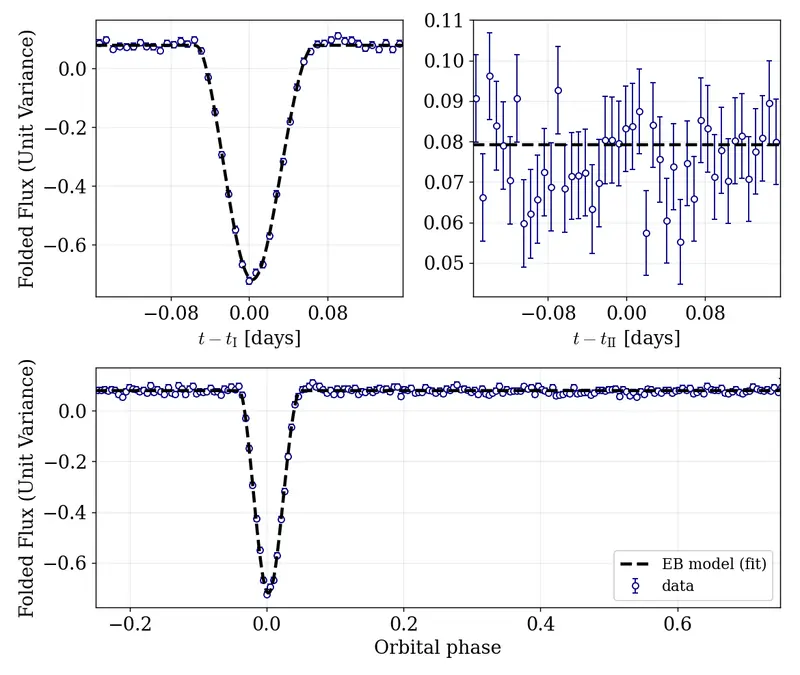 Folded Flux (Unit Variance)
0.0
−0.2
−0.4
−0.6
−0.08 0.00 0.08
t − tI [days]
0.11
0.10
0.09
0.08
0.07
0.06
0.05
−0.08 0.00 0.08
t − tII [days]
Folded Flux (Unit Variance)
0.0
−0.2
−0.4
−0.6
EB model (fit)
data
−0.2 0.0 0.2 0.4 0.6
Orbital phase